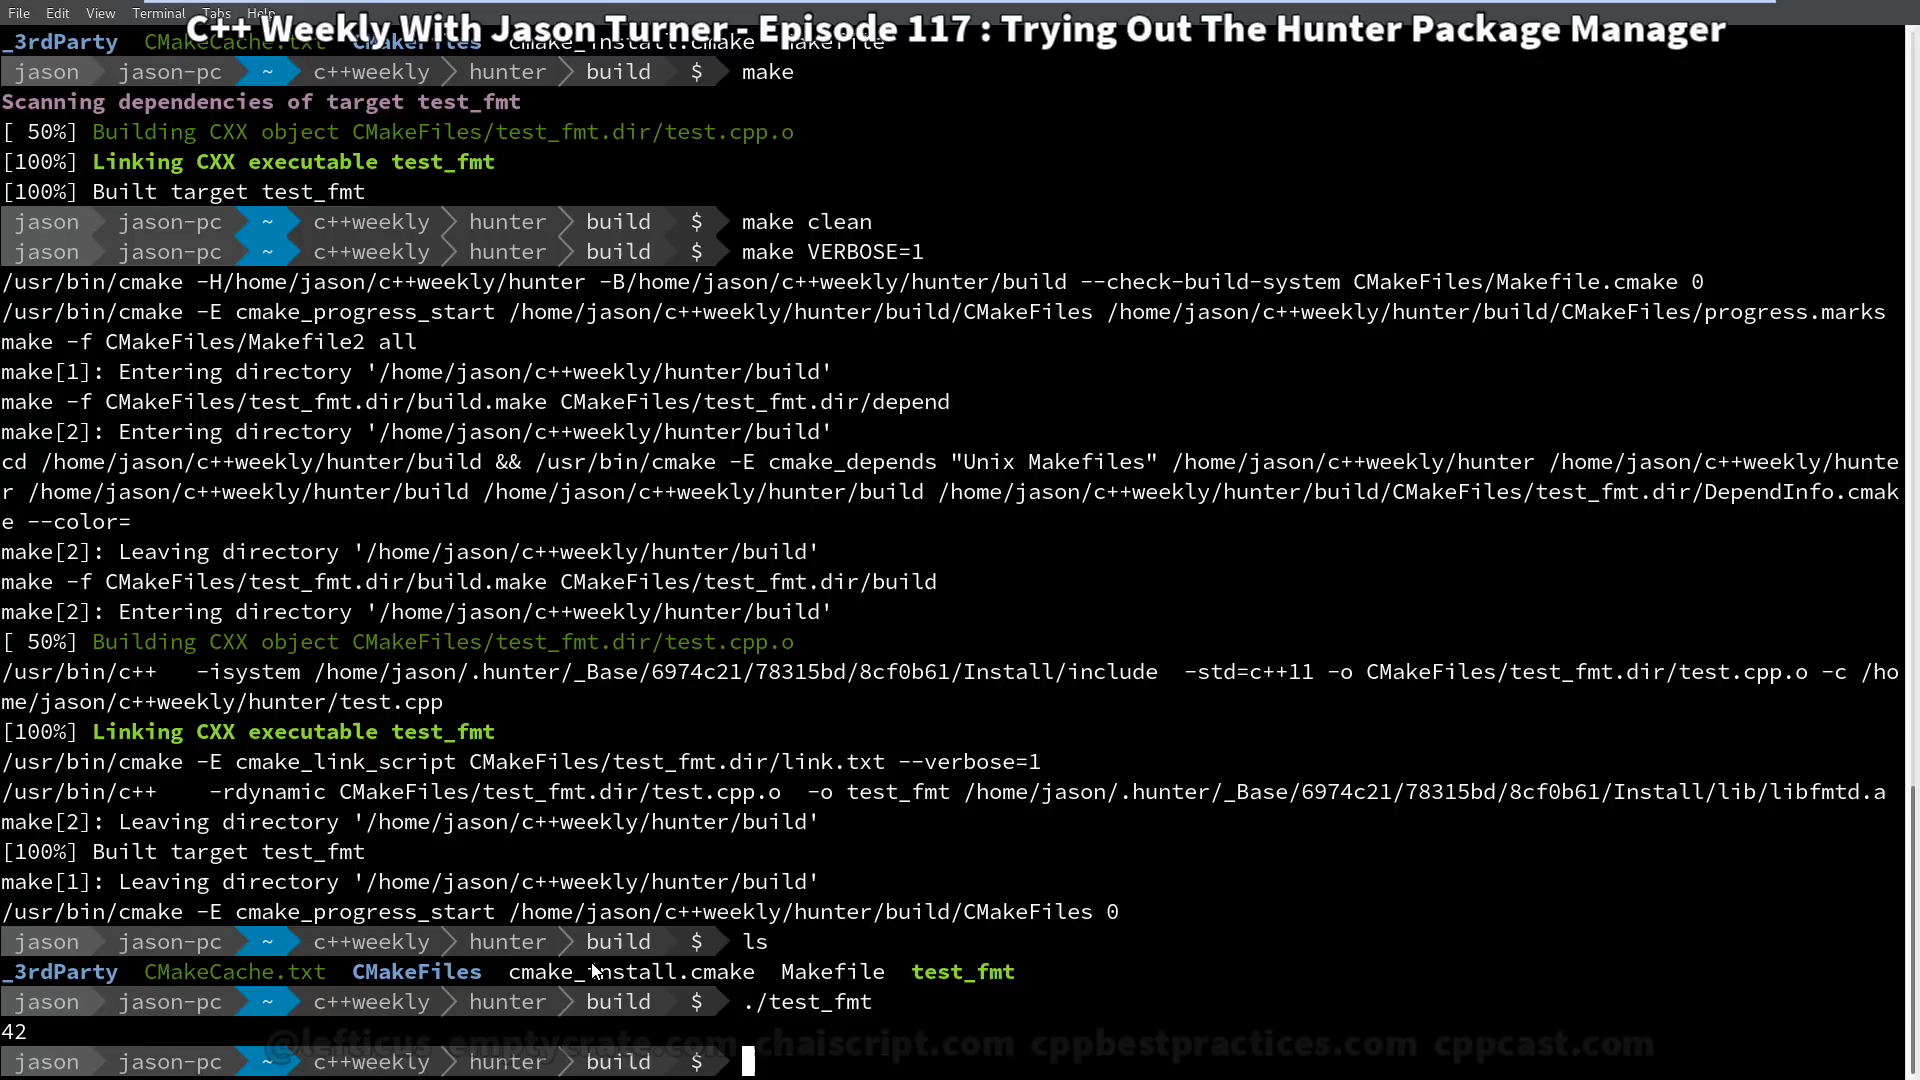 File Edit View Terminal Tabs Help
C++ Weekly With Jason Turner - Episode 117 : Trying Out The Hunter Package Manager
_3rdParty CMakeCache.txt CMakeFiles cmake_install.cmake Makefile
jason jason-pc ~ c++weekly hunter build $ make
Scanning dependencies of target test_fmt
[ 50%] Building CXX object CMakeFiles/test_fmt.dir/test.cpp.o
[100%] Linking CXX executable test_fmt
[100%] Built target test_fmt
jason jason-pc ~ c++weekly hunter build $ make clean
jason jason-pc ~ c++weekly hunter build $ make VERBOSE=1
/usr/bin/cmake -H/home/jason/c++weekly/hunter -B/home/jason/c++weekly/hunter/build --check-build-system CMakeFiles/Makefile.cmake 0
/usr/bin/cmake -E cmake_progress_start /home/jason/c++weekly/hunter/build/CMakeFiles /home/jason/c++weekly/hunter/build/CMakeFiles/progress.marks
make -f CMakeFiles/Makefile2 all
make[1]: Entering directory '/home/jason/c++weekly/hunter/build'
make -f CMakeFiles/test_fmt.dir/build.make CMakeFiles/test_fmt.dir/depend
make[2]: Entering directory '/home/jason/c++weekly/hunter/build'
cd /home/jason/c++weekly/hunter/build && /usr/bin/cmake -E cmake_depends "Unix Makefiles" /home/jason/c++weekly/hunter /home/jason/c++weekly/hunte
r /home/jason/c++weekly/hunter/build /home/jason/c++weekly/hunter/build /home/jason/c++weekly/hunter/build/CMakeFiles/test_fmt.dir/DependInfo.cmak
e --color=
make[2]: Leaving directory '/home/jason/c++weekly/hunter/build'
make -f CMakeFiles/test_fmt.dir/build.make CMakeFiles/test_fmt.dir/build
make[2]: Entering directory '/home/jason/c++weekly/hunter/build'
[ 50%] Building CXX object CMakeFiles/test_fmt.dir/test.cpp.o
/usr/bin/c++ -isystem /home/jason/.hunter/_Base/6974c21/78315bd/8cf0b61/Install/include -std=c++11 -o CMakeFiles/test_fmt.dir/test.cpp.o -c /ho
me/jason/c++weekly/hunter/test.cpp
[100%] Linking CXX executable test_fmt
/usr/bin/cmake -E cmake_link_script CMakeFiles/test_fmt.dir/link.txt --verbose=1
/usr/bin/c++ -rdynamic CMakeFiles/test_fmt.dir/test.cpp.o -o test_fmt /home/jason/.hunter/_Base/6974c21/78315bd/8cf0b61/Install/lib/libfmtd.a
make[2]: Leaving directory '/home/jason/c++weekly/hunter/build'
[100%] Built target test_fmt
make[1]: Leaving directory '/home/jason/c++weekly/hunter/build'
/usr/bin/cmake -E cmake_progress_start /home/jason/c++weekly/hunter/build/CMakeFiles 0
jason jason-pc ~ c++weekly hunter build $ ls
_3rdParty CMakeCache.txt CMakeFiles cmake_install.cmake Makefile test_fmt
jason jason-pc ~ c++weekly hunter build $ ./test_fmt
42
@lefticus emptycrate.com chaiscript.com cppbestpractices.com cppcast.com
jason jason-pc ~ c++weekly hunter build $